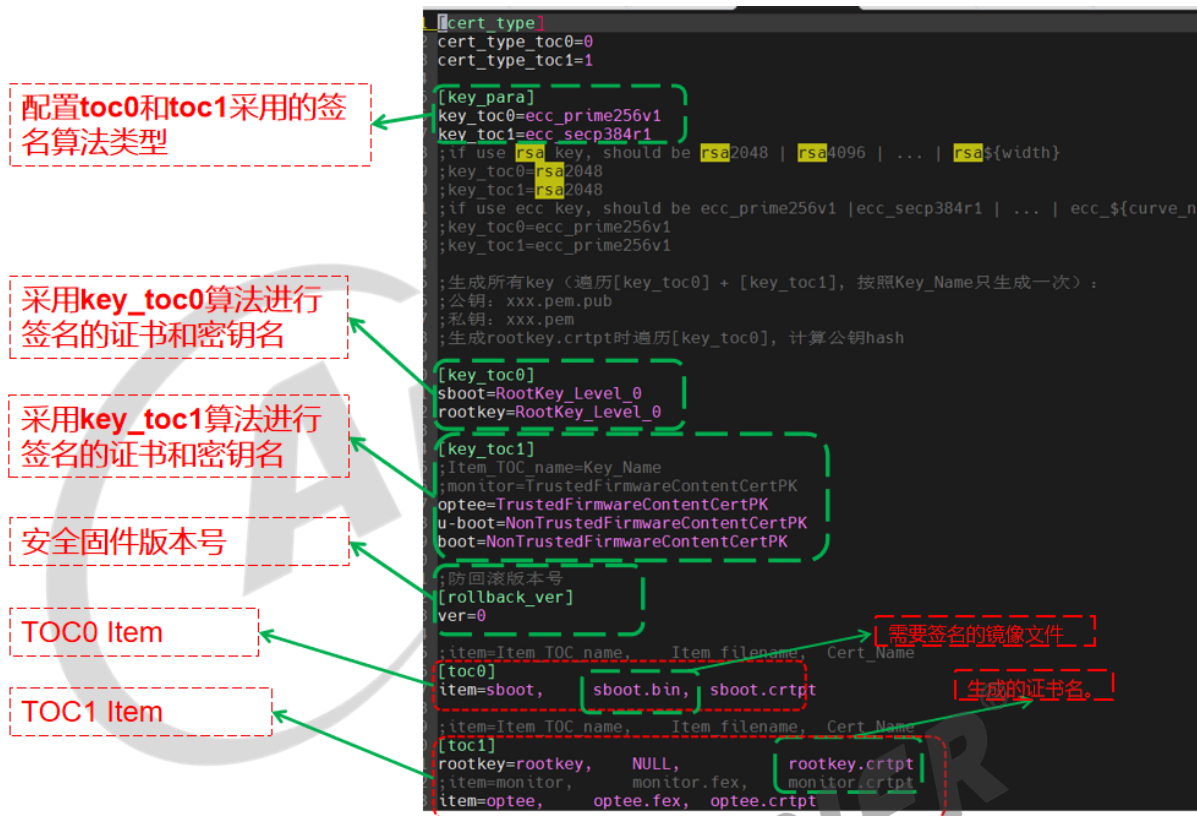 [cert_type]
cert_type_toc0=0
cert_type_toc1=1
配置toc0和toc1采用的签
名算法类型
[key_para]
key_toc0=ecc_prime256v1
key_toc1=ecc_secp384r1
;if use rsa key, should be rsa2048 | rsa4096 | ... | rsa${width}
;key_toc0=rsa2048
;key_toc1=rsa2048
;if use ecc key, should be ecc_prime256v1 |ecc_secp384r1 | ... | ecc_${curve_n
;key_toc0=ecc_prime256v1
;key_toc1=ecc_prime256v1
;生成所有key（遍历[key_toc0] + [key_toc1], 按照Key_Name只生成一次）:
;公钥: xxx.pem.pub
;私钥: xxx.pem
;生成rootkey.crtpt时遍历[key_toc0], 计算公钥hash
采用key_toc0算法进行
签名的证书和密钥名
[key_toc0]
sboot=RootKey_Level_0
rootkey=RootKey_Level_0
采用key_toc1算法进行
签名的证书和密钥名
[key_toc1]
;Item_TOC_name=Key_Name
;monitor=TrustedFirmwareContentCertPK
optee=TrustedFirmwareContentCertPK
u-boot=NonTrustedFirmwareContentCertPK
boot=NonTrustedFirmwareContentCertPK
安全固件版本号
;防回滚版本号
[rollback_ver]
ver=0
TOC0 Item
需要签名的镜像文件
;item=Item_TOC_name, Item_filename, Cert_Name
[toc0]
item=sboot, sboot.bin, sboot.crtpt
生成的证书名。
TOC1 Item
;item=Item_TOC_name, Item_filename, Cert_Name
[toc1]
rootkey=rootkey, NULL, rootkey.crtpt
;item=monitor, monitor.fex, monitor.crtpt
item=optee, optee.fex, optee.crtpt